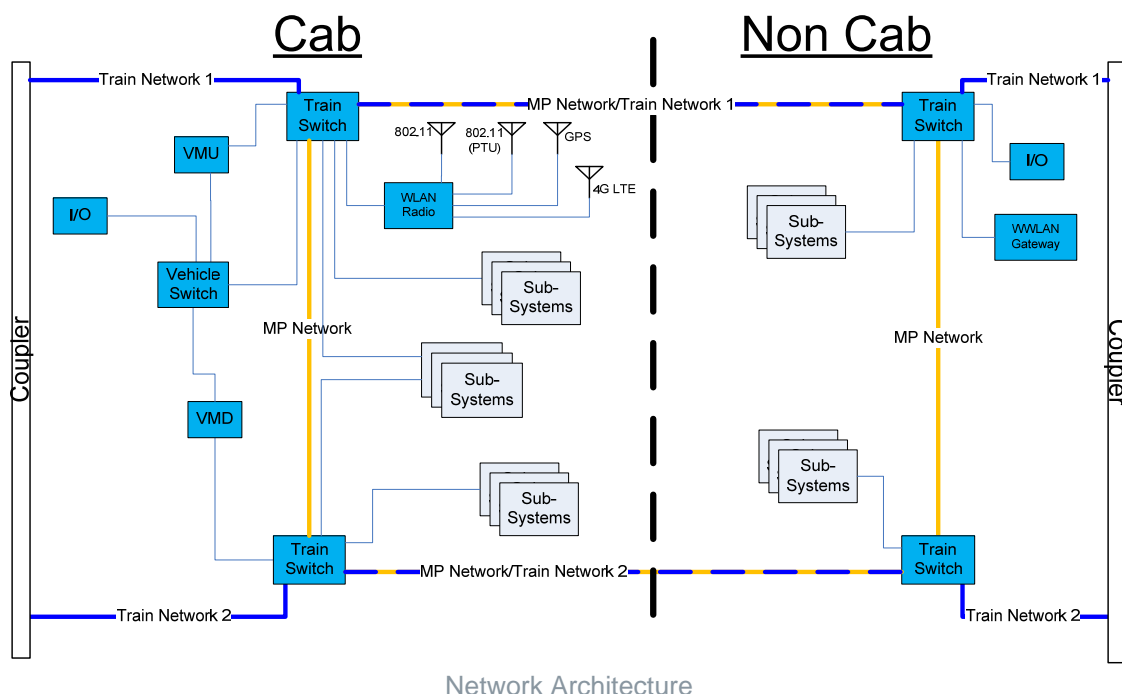 Cab
Non Cab
Train Network 1
MP Network/Train Network 1
Train Network 1
Train
Switch
802.11
802.11
(PTU)
GPS
4G LTE
Train
Switch
VMU
I/O
WLAN
Radio
I/O
Sub-
Systems
WWLAN
Gateway
Vehicle
Switch
Sub-
Systems
MP Network
MP Network
Coupler
Coupler
Sub-
Systems
VMD
Sub-
Systems
Sub-
Systems
Train
Switch
MP Network/Train Network 2
Train
Switch
Train Network 2
Train Network 2
Network Architecture